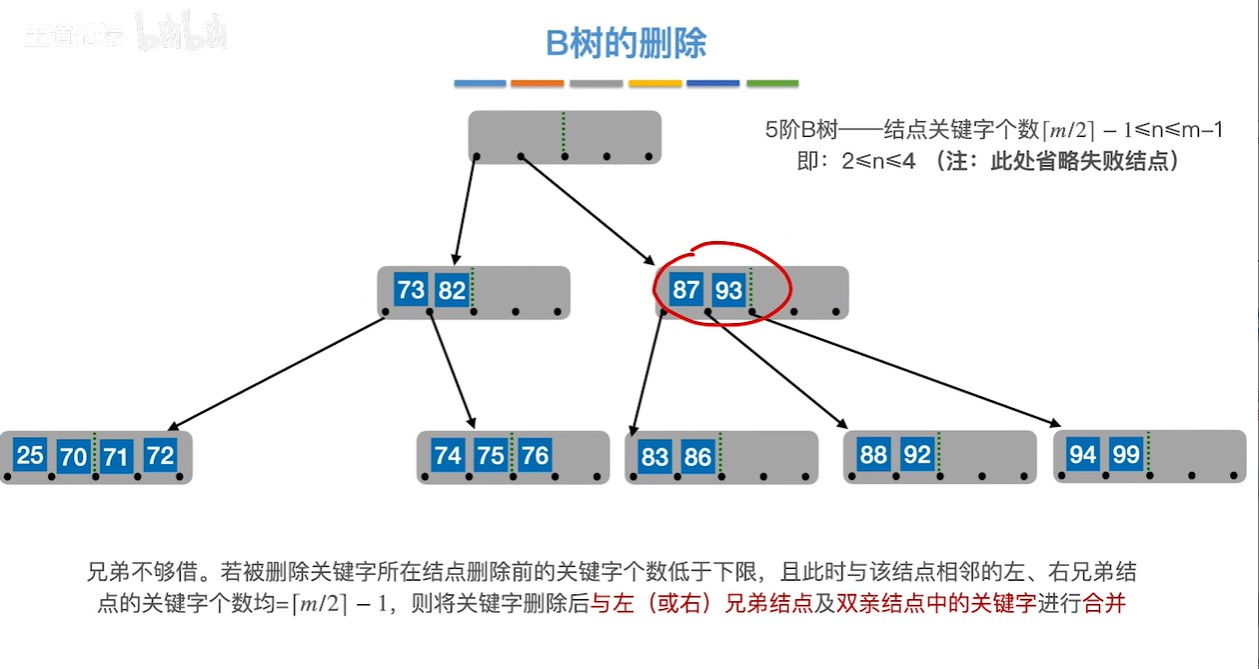 王道论坛 bilibili
B树的删除
5阶B树——结点关键字个数⌈m/2⌉ − 1≤n≤m–1
即：2≤n≤4 （注：此处省略失败结点）
73 82
87 93
25 70 71 72
74 75 76
83 86
88 92
94 99
兄弟不够借。若被删除关键字所在结点删除前的关键字个数低于下限，且此时与该结点相邻的左、右兄弟结
点的关键字个数均=⌈m/2⌉ − 1，则将关键字删除后与左（或右）兄弟结点及双亲结点中的关键字进行合并